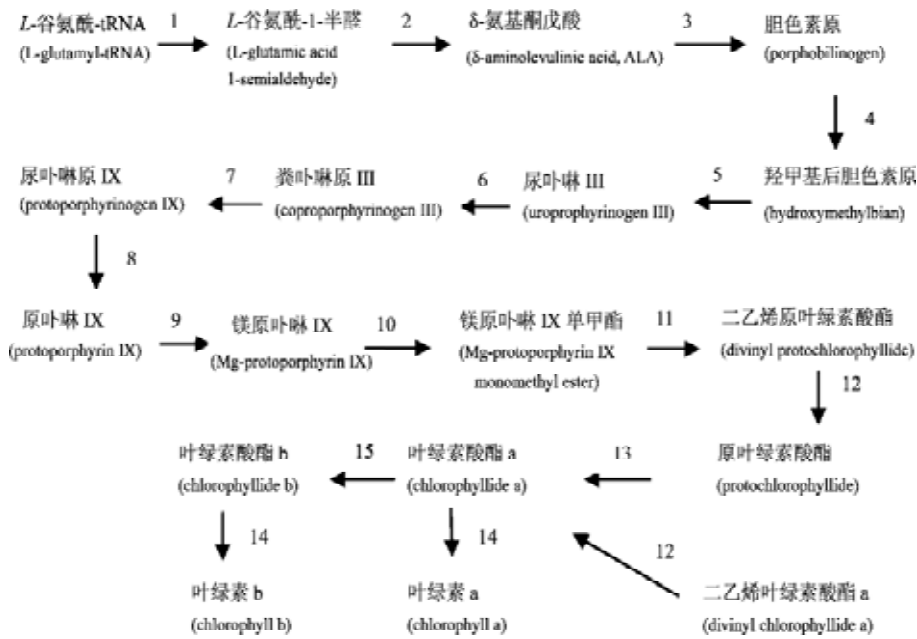 L-谷氨酰-tRNA
(L-glutamyl-tRNA)
1
L-谷氨酰-1-半醛
(L-glutamic acid
1-semialdehyde)
2
δ-氨基酮戊酸
(δ-aminolevulinic acid, ALA)
3
胆色素原
(porphobilinogen)
4
尿卟啉原 IX
(protoporphyrinogen IX)
7
粪卟啉原 III
(coproporphyrinogen III)
6
尿卟啉 III
(uroprophyrinogen III)
5
羟甲基后胆色素原
(hydroxymethylbian)
8
原卟啉 IX
(protoporphyrin IX)
9
镁原卟啉 IX
(Mg-protoporphyrin IX)
10
镁原卟啉 IX 单甲酯
(Mg-protoporphyrin IX
monomethyl ester)
11
二乙烯原叶绿素酸酯
(divinyl protochlorophyllide)
12
叶绿素酸酯 b
(chlorophyllide b)
15
叶绿素酸酯 a
(chlorophyllide a)
13
原叶绿素酸酯
(protochlorophyllide)
14
14
12
叶绿素 b
(chlorophyll b)
叶绿素 a
(chlorophyll a)
二乙烯叶绿素酸酯 a
(divinyl chlorophyllide a)